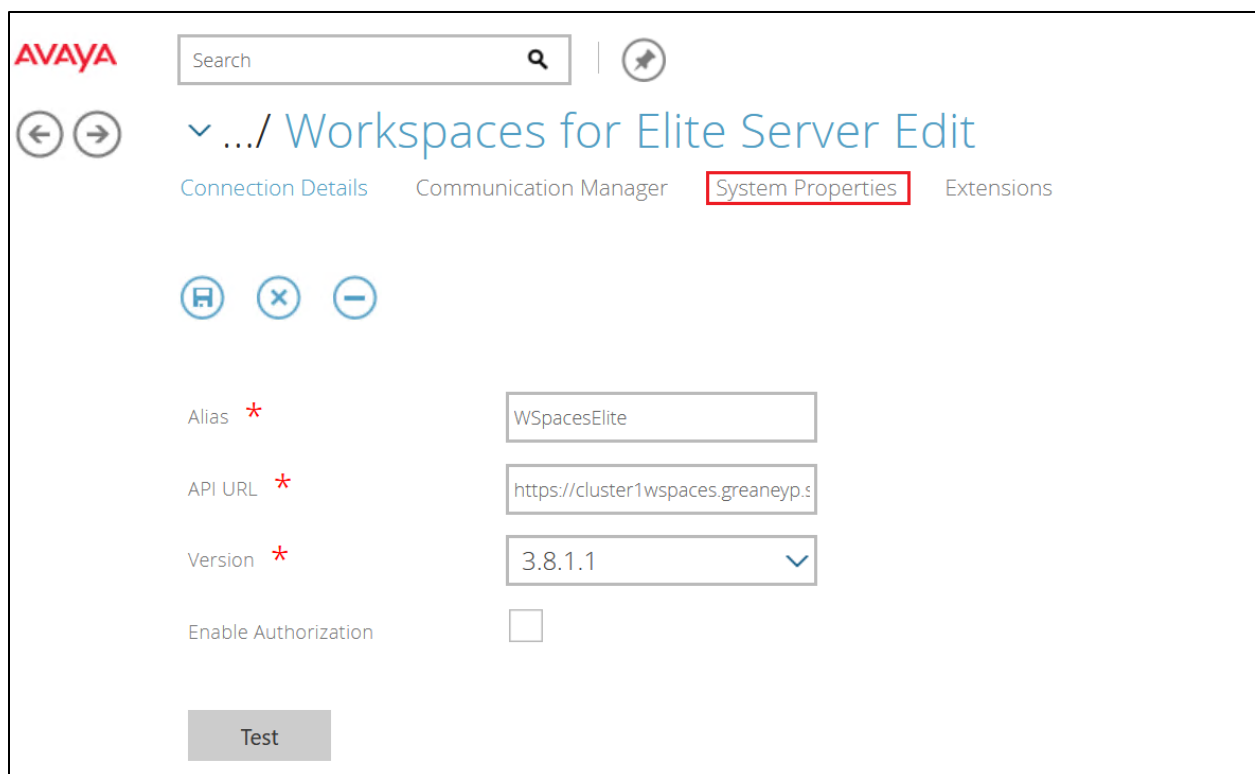 AVAYA
Search
.../ Workspaces for Elite Server Edit
Connection Details Communication Manager System Properties Extensions
Alias *
WSpacesElite
API URL *
https://cluster1wspaces.greaneyp.s
Version *
3.8.1.1
Enable Authorization
Test